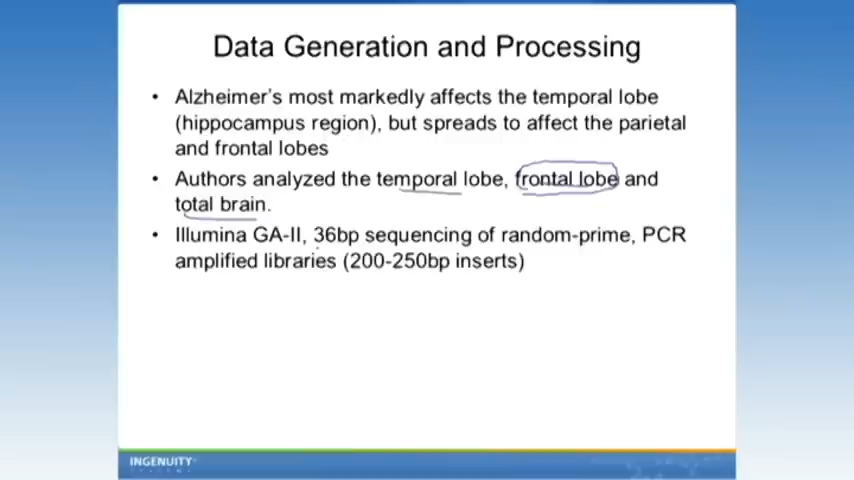 Data Generation and Processing
• Alzheimer's most markedly affects the temporal lobe
(hippocampus region), but spreads to affect the parietal
and frontal lobes
• Authors analyzed the temporal lobe, frontal lobe and
total brain.
• Illumina GA-II, 36bp sequencing of random-prime, PCR
amplified libraries (200-250bp inserts)
INGENUITY